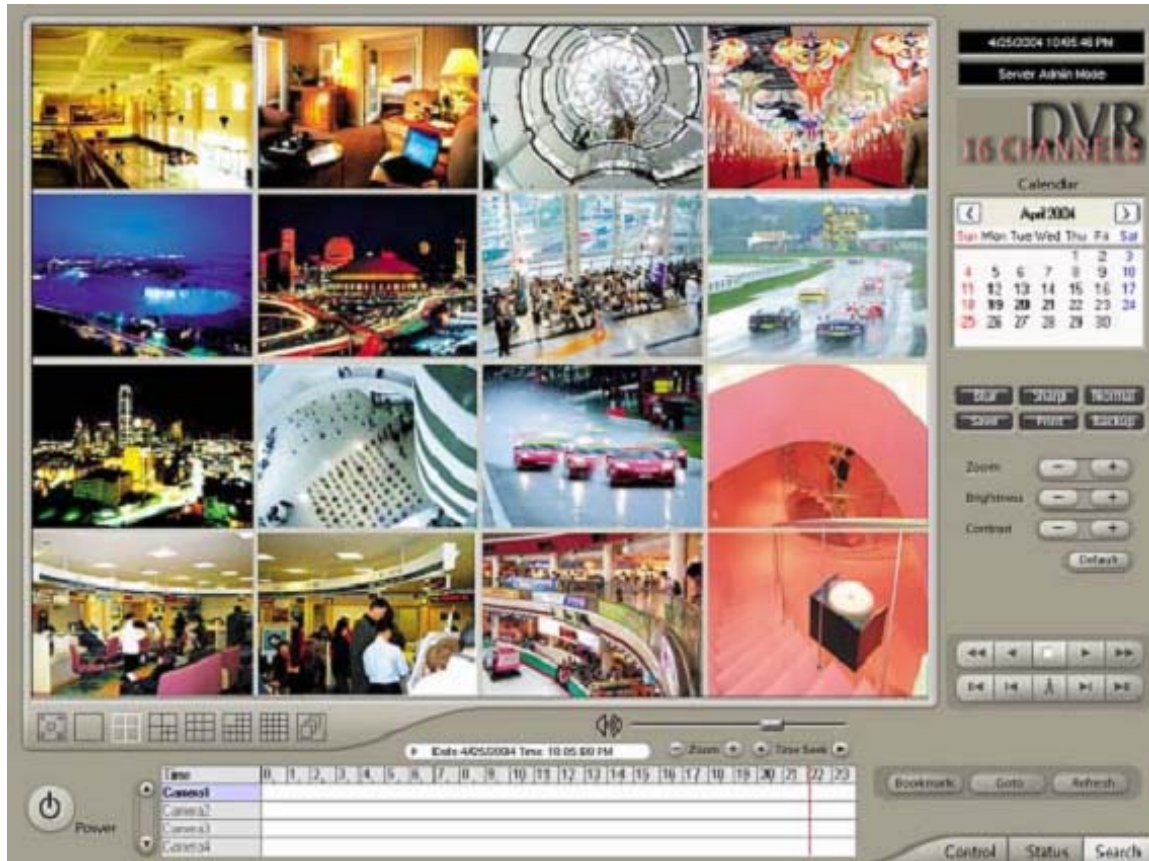 4/25/2004 10:05:46 PM
Server Admin Mode
DVR
16 CHANNELS
Calendar
April 2004
Sun Mon Tue Wed Thu Fri Sat
1 2 3
4 5 6 7 8 9 10
11 12 13 14 15 16 17
18 19 20 21 22 23 24
25 26 27 28 29 30
Blur Sharp Normal
Save Print Backup
Zoom - +
Brightness - +
Contrast - +
Default
Date 4/25/2004 Time 10:05:00 PM
- Zoom + Time Seek
Time 0, 1, 2, 3, 4, 5, 6, 7, 8, 9, 10 11 12 13 14 15 16 17 18 19 20 21 22 23
Camera1
Camera2
Camera3
Camera4
Power
Bookmark Goto Refresh
Control Status Search